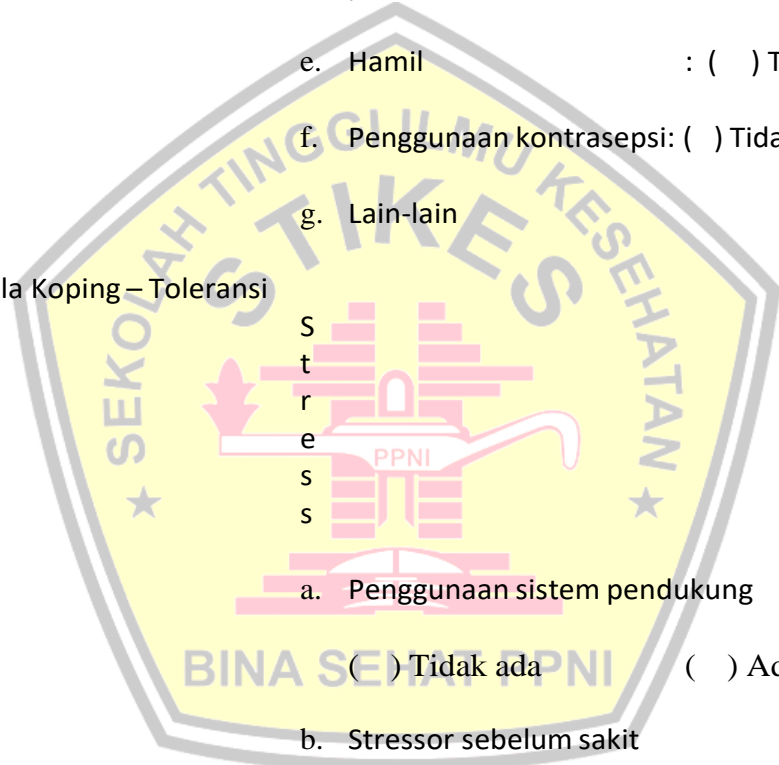 e. Hamil : ( ) T
f. Penggunaan kontrasepsi: ( ) Tida
g. Lain-lain
la Koping – Toleransi
S
t
r
e
s
s
a. Penggunaan sistem pendukung
( ) Tidak ada ( ) Ad
b. Stressor sebelum sakit
SEKOLAH TINGGI ILMU KESEHATAN
STIKES
PPNI
BINA SEHAT PPNI